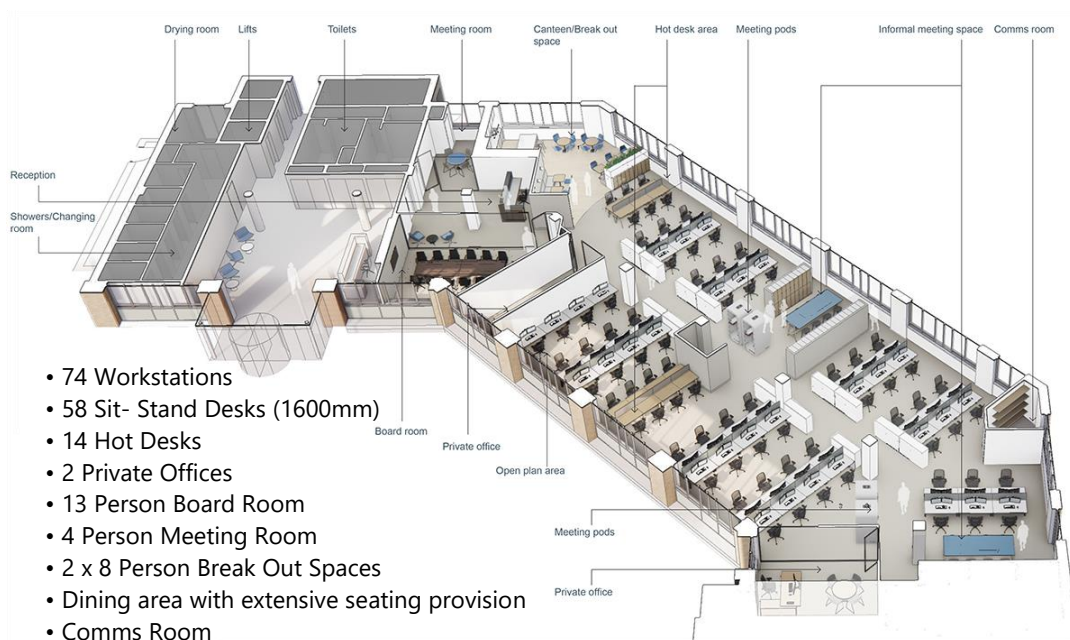 Drying room
Lifts
Toilets
Meeting room
Canteen/Break out
space
Hot desk area
Meeting pods
Informal meeting space
Comms room
Reception
Showers/Changing
room
• 74 Workstations
• 58 Sit- Stand Desks (1600mm)
• 14 Hot Desks
• 2 Private Offices
• 13 Person Board Room
• 4 Person Meeting Room
• 2 x 8 Person Break Out Spaces
• Dining area with extensive seating provision
• Comms Room
Board room
Private office
Open plan area
Meeting pods
Private office